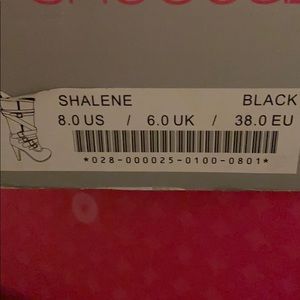 SHALENE BLACK
8.0 US / 6.0 UK / 38.0 EU
*028-000025-0100-0801*